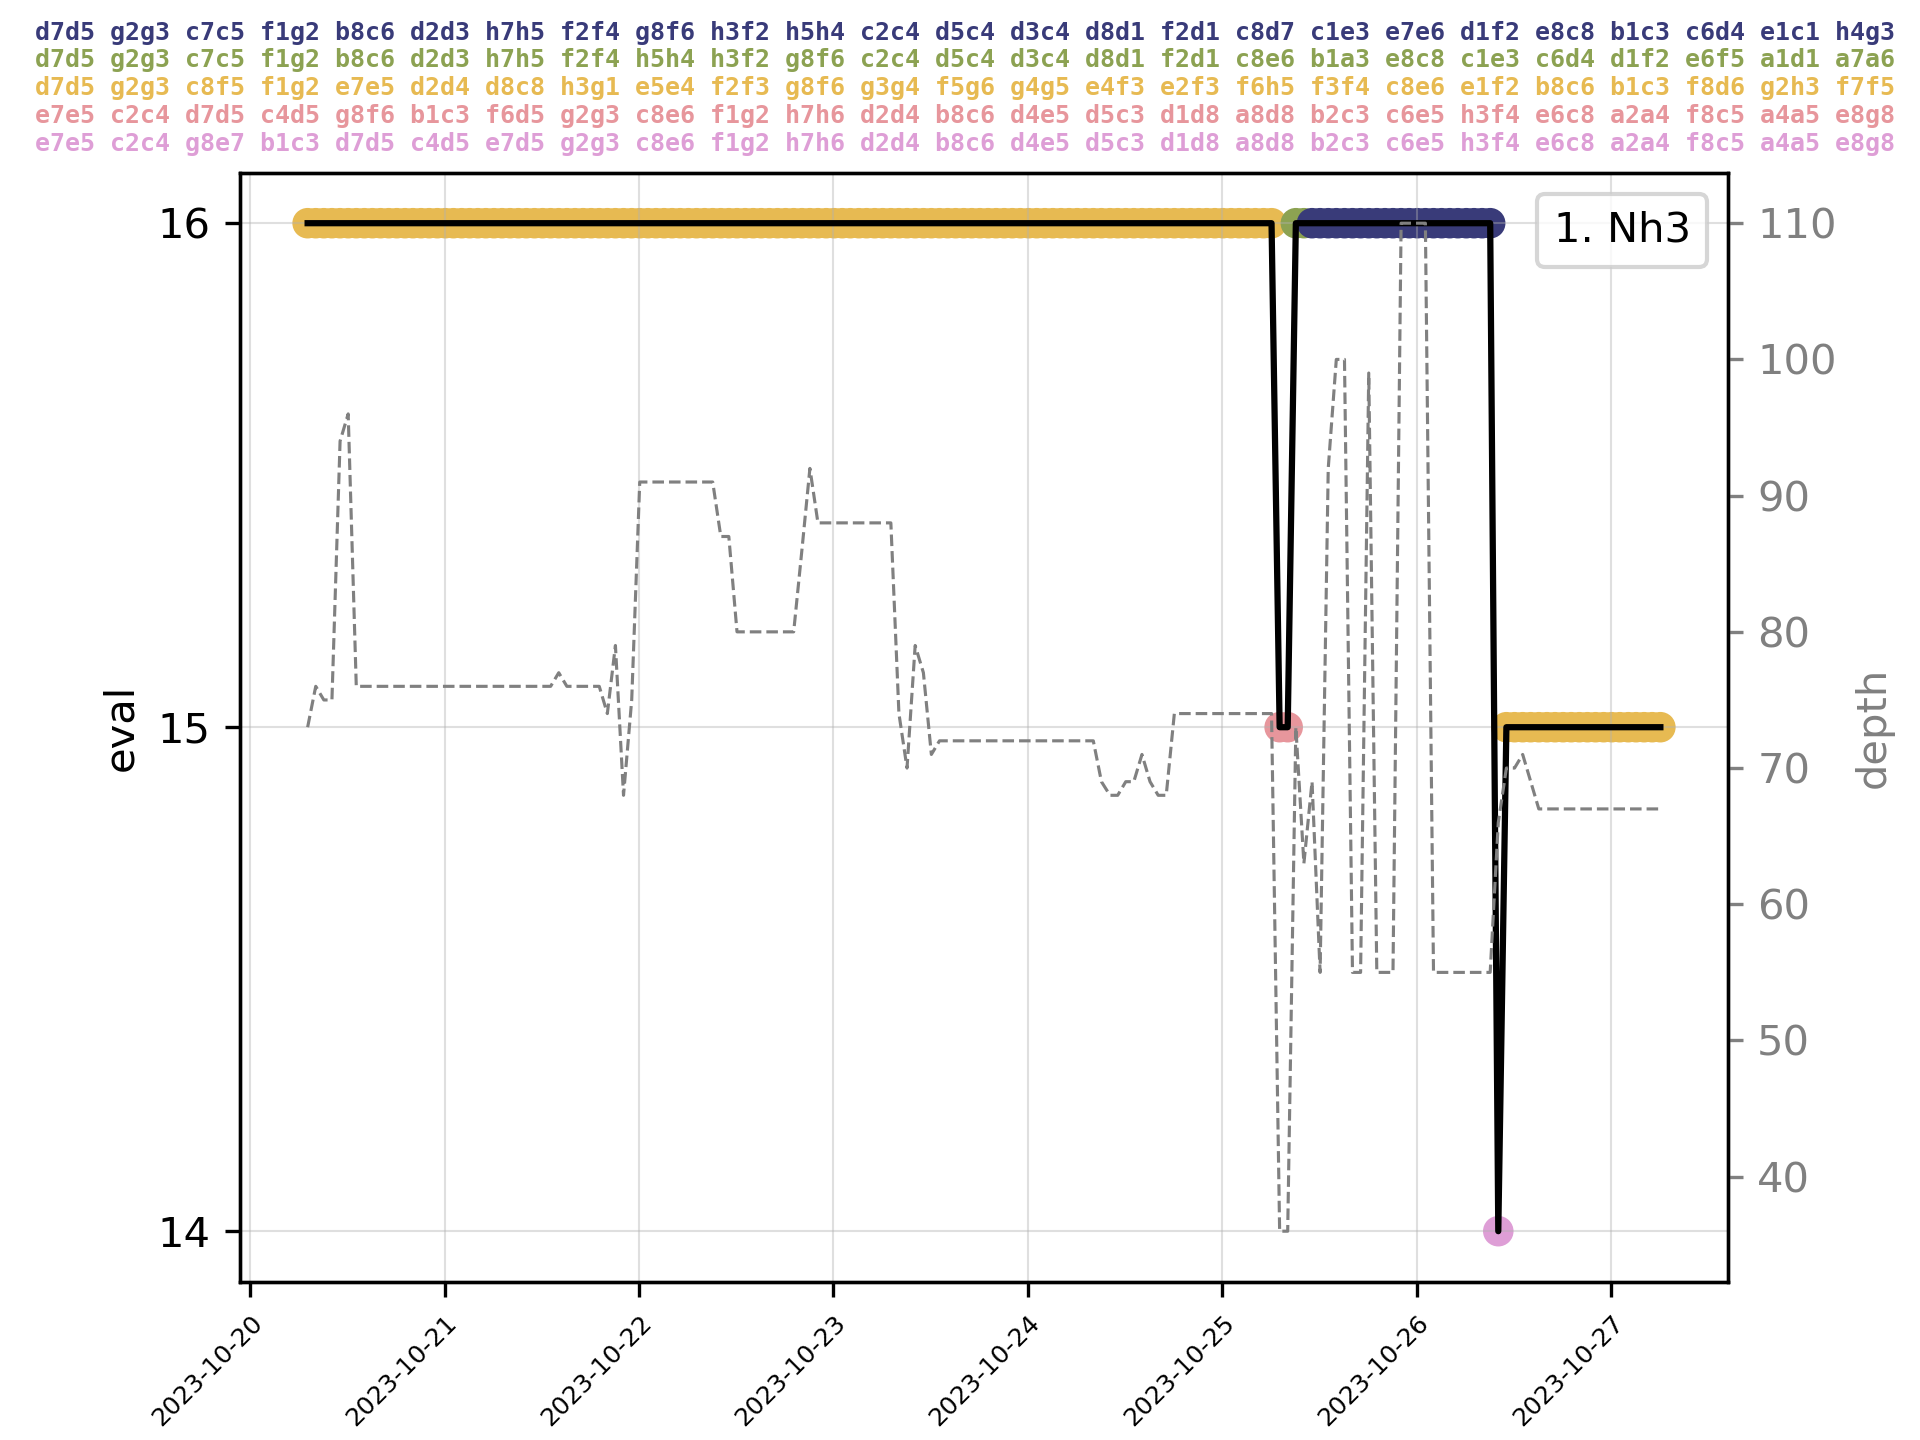 d7d5 g2g3 c7c5 f1g2 b8c6 d2d3 h7h5 f2f4 g8f6 h3f2 h5h4 c2c4 d5c4 d3c4 d8d1 f2d1 c8d7 c1e3 e7e6 d1f2 e8c8 b1c3 c6d4 e1c1 h4g3
d7d5 g2g3 c7c5 f1g2 b8c6 d2d3 h7h5 f2f4 h5h4 h3f2 g8f6 c2c4 d5c4 d3c4 d8d1 f2d1 c8e6 b1a3 e8c8 c1e3 c6d4 d1f2 e6f5 a1d1 a7a6
d7d5 g2g3 c8f5 f1g2 e7e5 d2d4 d8c8 h3g1 e5e4 f2f3 g8f6 g3g4 f5g6 g4g5 e4f3 e2f3 f6h5 f3f4 c8e6 e1f2 b8c6 b1c3 f8d6 g2h3 f7f5
e7e5 c2c4 d7d5 c4d5 g8f6 b1c3 f6d5 g2g3 c8e6 f1g2 h7h6 d2d4 b8c6 d4e5 d5c3 d1d8 a8d8 b2c3 c6e5 h3f4 e6c8 a2a4 f8c5 a4a5 e8g8
e7e5 c2c4 g8e7 b1c3 d7d5 c4d5 e7d5 g2g3 c8e6 f1g2 h7h6 d2d4 b8c6 d4e5 d5c3 d1d8 a8d8 b2c3 c6e5 h3f4 e6c8 a2a4 f8c5 a4a5 e8g8
1. Nh3
16
15
14
eval
110
100
90
80
70
60
50
40
depth
2023-10-20
2023-10-21
2023-10-22
2023-10-23
2023-10-24
2023-10-25
2023-10-26
2023-10-27